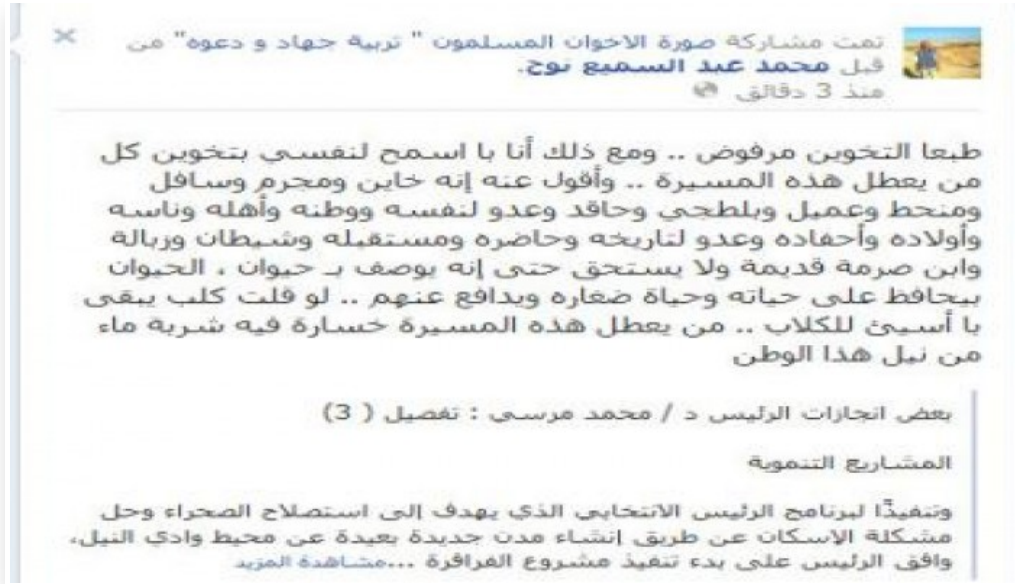 تمت مشاركة صورة الاخوان المسلمون " تربية جهاد و دعوه" من
قبل محمد عبد السميع نوح.
منذ 3 دقائق
طبعا التخوين مرفوض .. ومع ذلك أنا با اسمح لنفسي بتخوين كل
من يعطل هذه المسيرة .. وأقول عنه إنه خاين ومجرم وسافل
ومنحط وعميل وبلطجي وحاقد وعدو لنفسه ووطنه وأهله وناسه
وأولاده وأحفاده وعدو لتاريخه وحاضره ومستقبله وشيطان وزبالة
وابن صرمة قديمة ولا يستحق حتى إنه يوصف بـ حيوان ، الحيوان
بيحافظ على حياته وحياة صغاره وبدافع عنهم .. لو قلت كلب يبقى
با أسيئ للكلاب .. من يعطل هذه المسيرة خسارة فيه شربة ماء
من نيل هذا الوطن
بعض انجازات الرئيس د / محمد مرسي : تفصيل ( 3)
المشاريع التنموية
وتنفيذًا لبرنامج الرئيس الانتخابي الذي يهدف إلى استصلاح الصحراء وحل
مشكلة الإسكان عن طريق إنشاء مدن جديدة بعيدة عن محيط وادي النيل،
وافق الرئيس على بدء تنفيذ مشروع الفرافرة ...مشاهدة المزيد